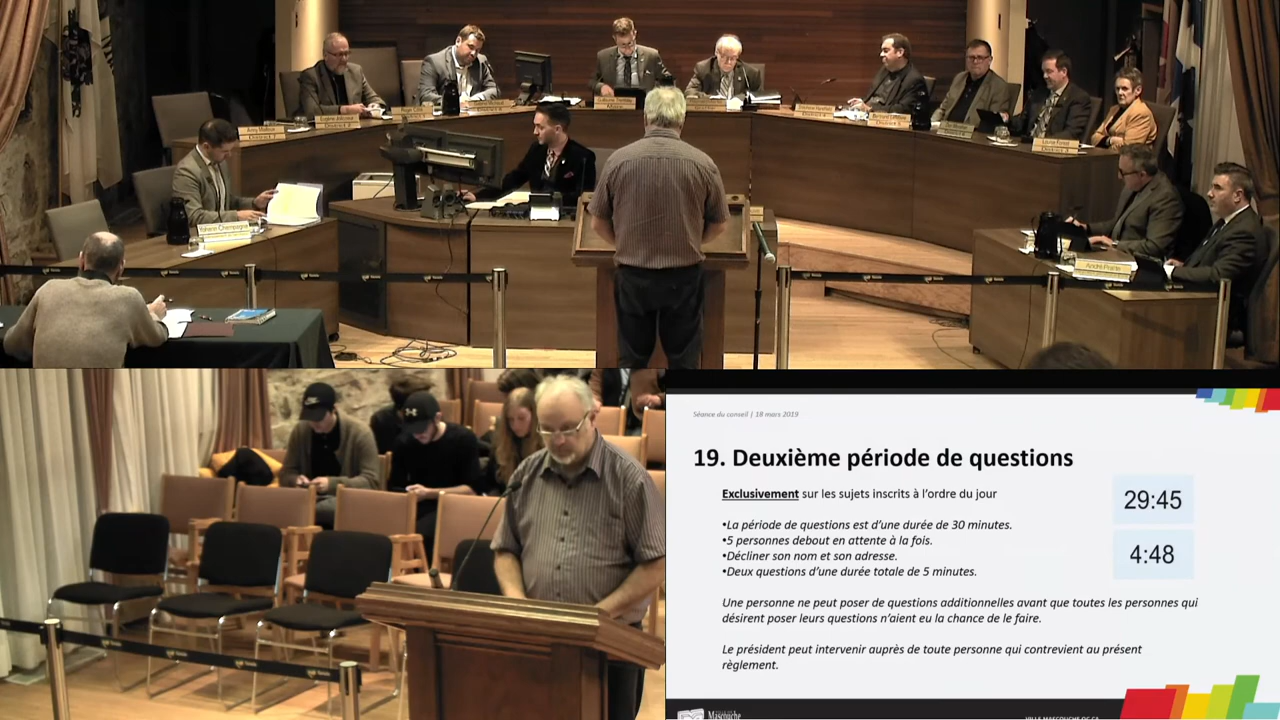 Séance du conseil | 18 mars 2019
19. Deuxième période de questions
Exclusivement sur les sujets inscrits à l'ordre du jour
29:45
•La période de questions est d'une durée de 30 minutes.
•5 personnes debout en attente à la fois.
4:48
•Décliner son nom et son adresse.
•Deux questions d'une durée totale de 5 minutes.
Une personne ne peut poser de questions additionnelles avant que toutes les personnes qui
désirent poser leurs questions n'aient eu la chance de le faire.
Le président peut intervenir auprès de toute personne qui contrevient au présent
règlement.
Mascouche